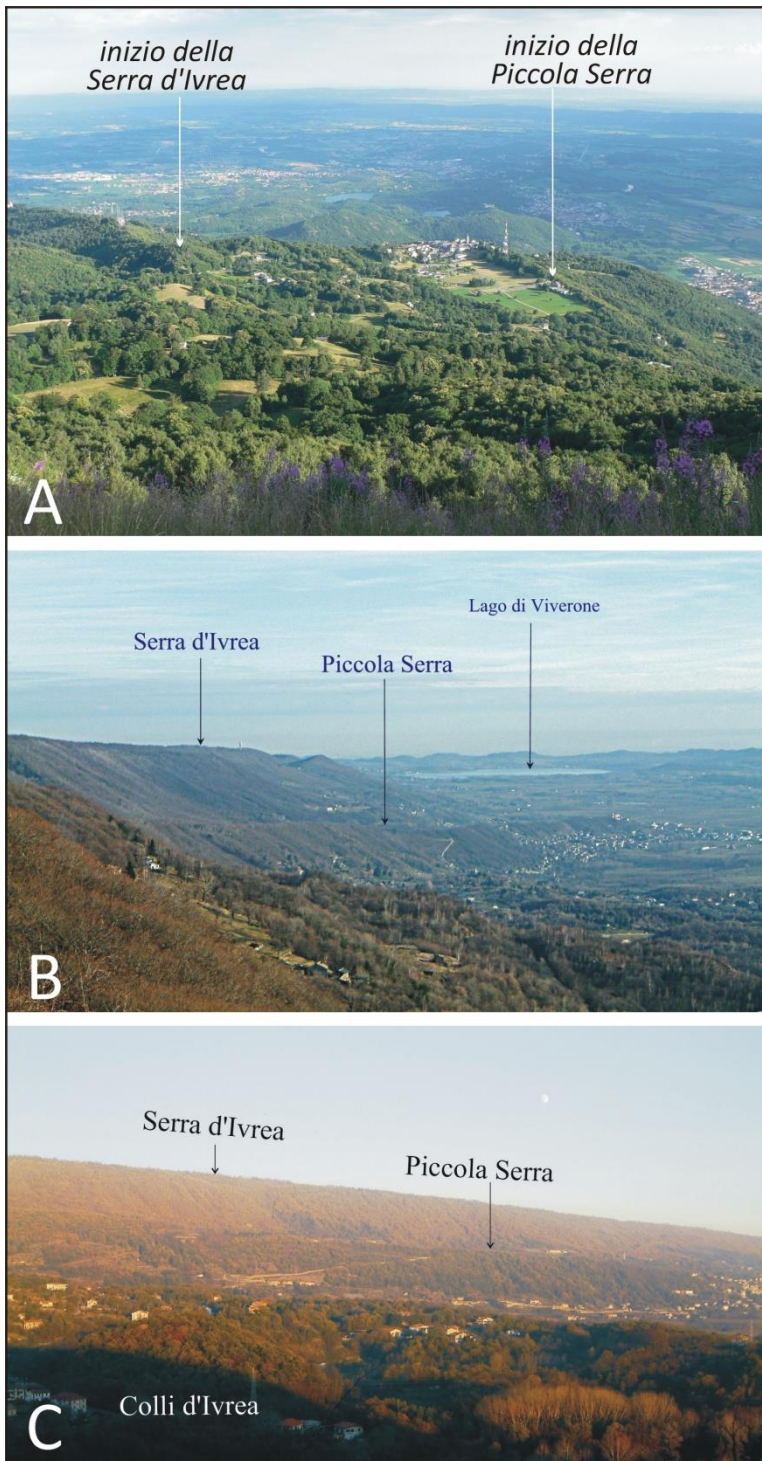 inizio della
Serra d'Ivrea
inizio della
Piccola Serra
A
Lago di Viverone
Serra d'Ivrea
Piccola Serra
B
Serra d'Ivrea
Piccola Serra
Colli d'Ivrea
C